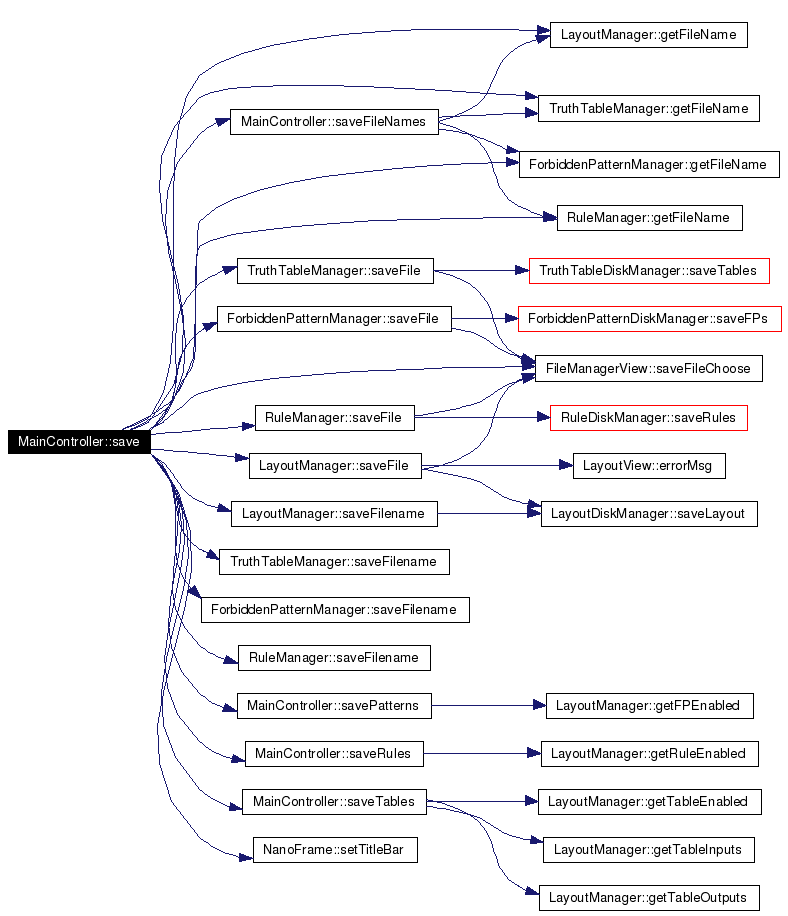 LayoutManager::getFileName
TruthTableManager::getFileName
MainController::saveFileNames
ForbiddenPatternManager::getFileName
RuleManager::getFileName
TruthTableManager::saveFile
TruthTableDiskManager::saveTables
ForbiddenPatternManager::saveFile
ForbiddenPatternDiskManager::saveFPs
FileManagerView::saveFileChoose
RuleManager::saveFile
RuleDiskManager::saveRules
MainController::save
LayoutManager::saveFile
LayoutView::errorMsg
LayoutManager::saveFilename
LayoutDiskManager::saveLayout
TruthTableManager::saveFilename
ForbiddenPatternManager::saveFilename
RuleManager::saveFilename
MainController::savePatterns
LayoutManager::getFPEnabled
MainController::saveRules
LayoutManager::getRuleEnabled
MainController::saveTables
LayoutManager::getTableEnabled
NanoFrame::setTitleBar
LayoutManager::getTableInputs
LayoutManager::getTableOutputs